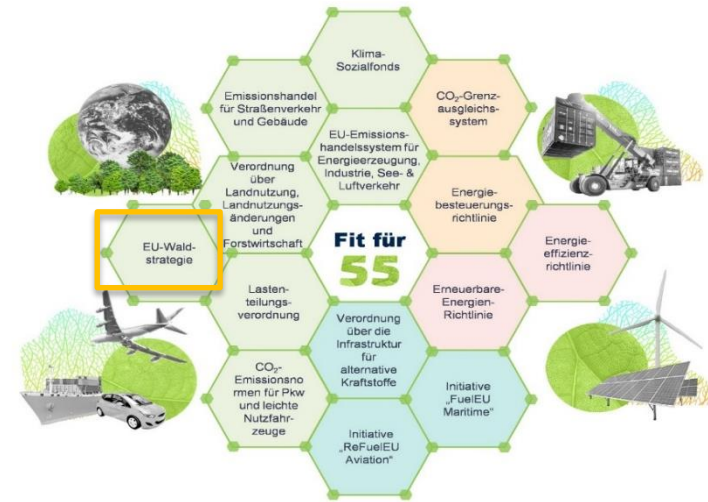 Klima-
Sozialfonds
Emissionshandel
für Straßenverkehr
und Gebäude
CO₂-Grenz-
ausgleichs-
system
EU-Emissions-
handelssystem für
Energieerzeugung,
Industrie, See- &
Luftverkehr
Verordnung
über
Landnutzung,
Landnutzungs-
änderungen
und
Forstwirtschaft
Energie-
besteuerungs-
richtlinie
EU-Wald-
strategie
Fit für
55
Energie-
effizienz-
richtlinie
Lasten-
teilungs-
verordnung
Erneuerbare-
Energien-
Richtlinie
Verordnung
über die
Infrastruktur
für
alternative
Kraftstoffe
CO₂-
Emissionsno
rmen für Pkw
und leichte
Nutzfahr-
zeuge
Initiative
„FuelEU
Maritime“
Initiative
„ReFuelEU
Aviation“